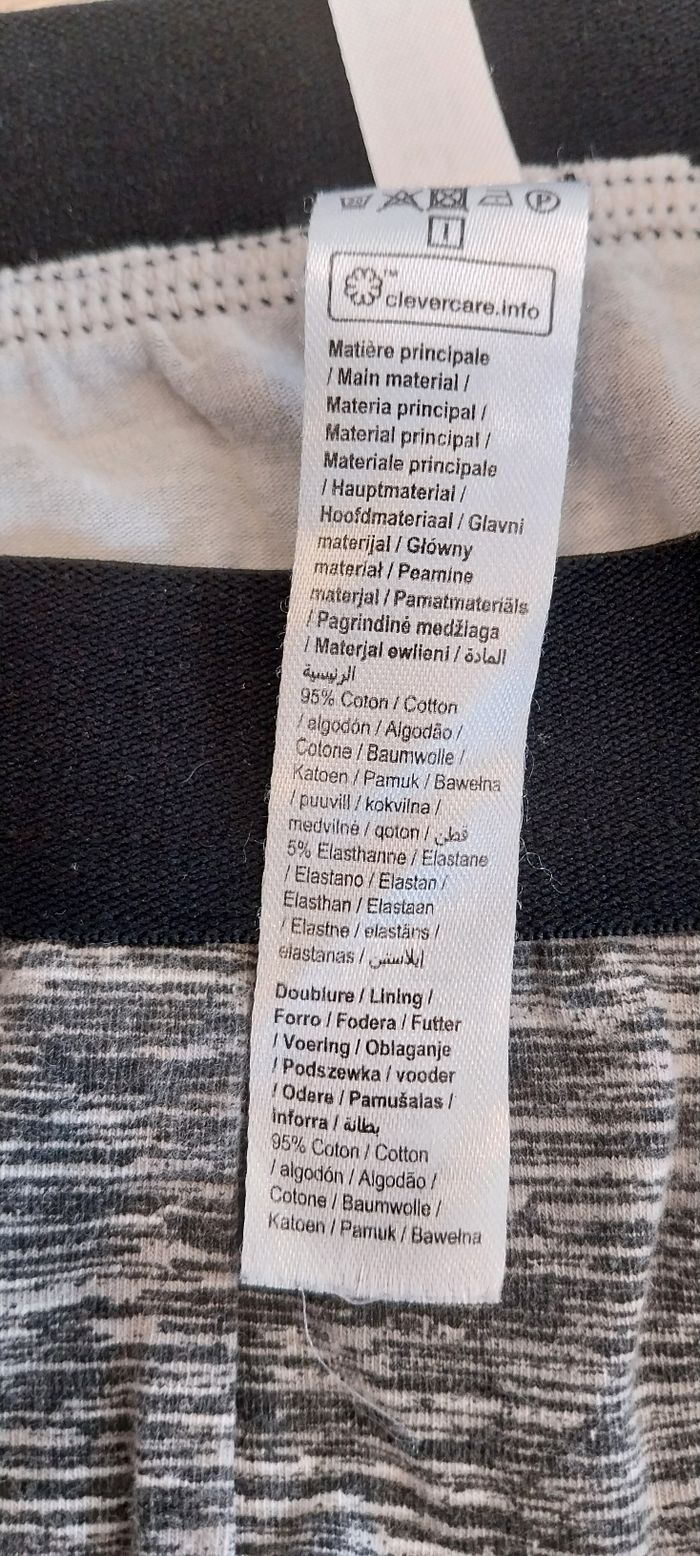 P
clevercare.info
TM
Matière principale
/ Main material /
Materia principal /
Material principal /
Materiale principale
/ Hauptmaterial /
Hoofdmateriaal / Glavni
materijal / Główny
materiał / Peamine
materjal / Pamatmateriāls
/ Pagrindinė medžiaga
/ Materjal ewlieni / المادة
الرئيسية
95% Coton / Cotton
/ algodón / Algodão /
Cotone / Baumwolle /
Katoen / Pamuk / Bawełna
/ puuvill / kokvilna /
medvilnė / qoton / قطن
5% Elasthanne / Elastane
/ Elastano / Elastan /
Elasthan / Elastaan
/ Elastne / elastāns /
elastanas / إيلاستين
Doublure / Lining /
Forro / Fodera / Futter
/ Voering / Oblaganje
/ Podszewka / vooder
/ Odere / Pamušalas /
Inforra / بطانة
95% Coton / Cotton
/ algodón / Algodão /
Cotone / Baumwolle /
Katoen / Pamuk / Bawełna